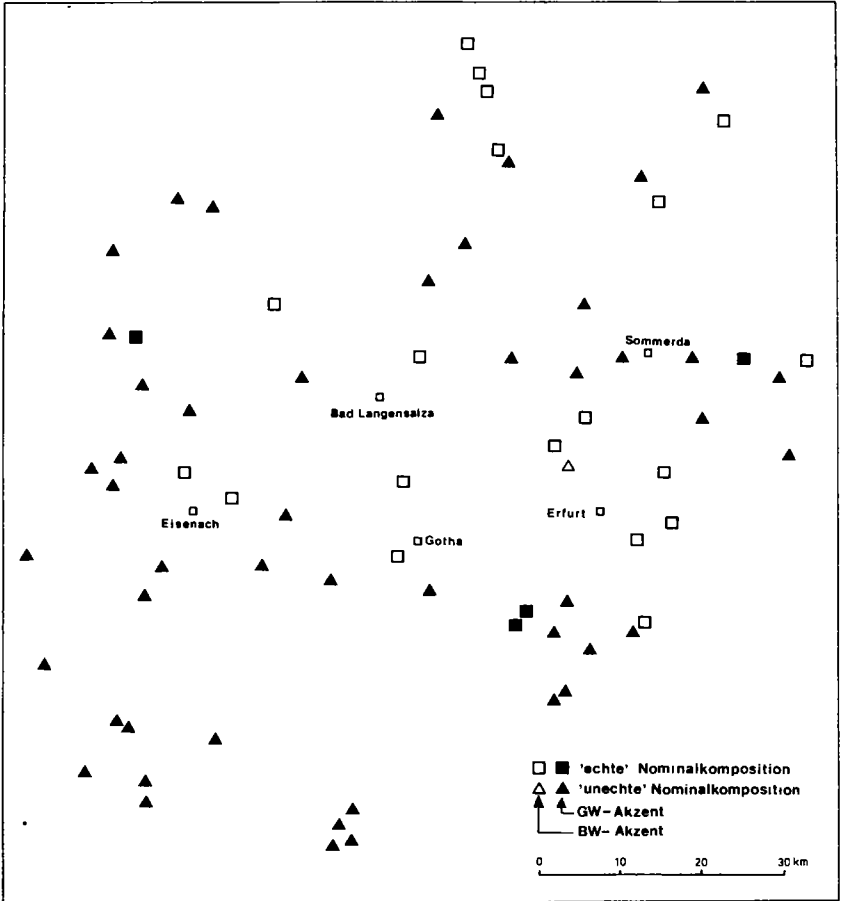 Sommerda
Bad Langensalza
Eisenach
Erfurt
Gotha
'echte' Nominalkomposition
'unechte' Nominalkomposition
GW-Akzent
BW-Akzent
0 10 20 30 km